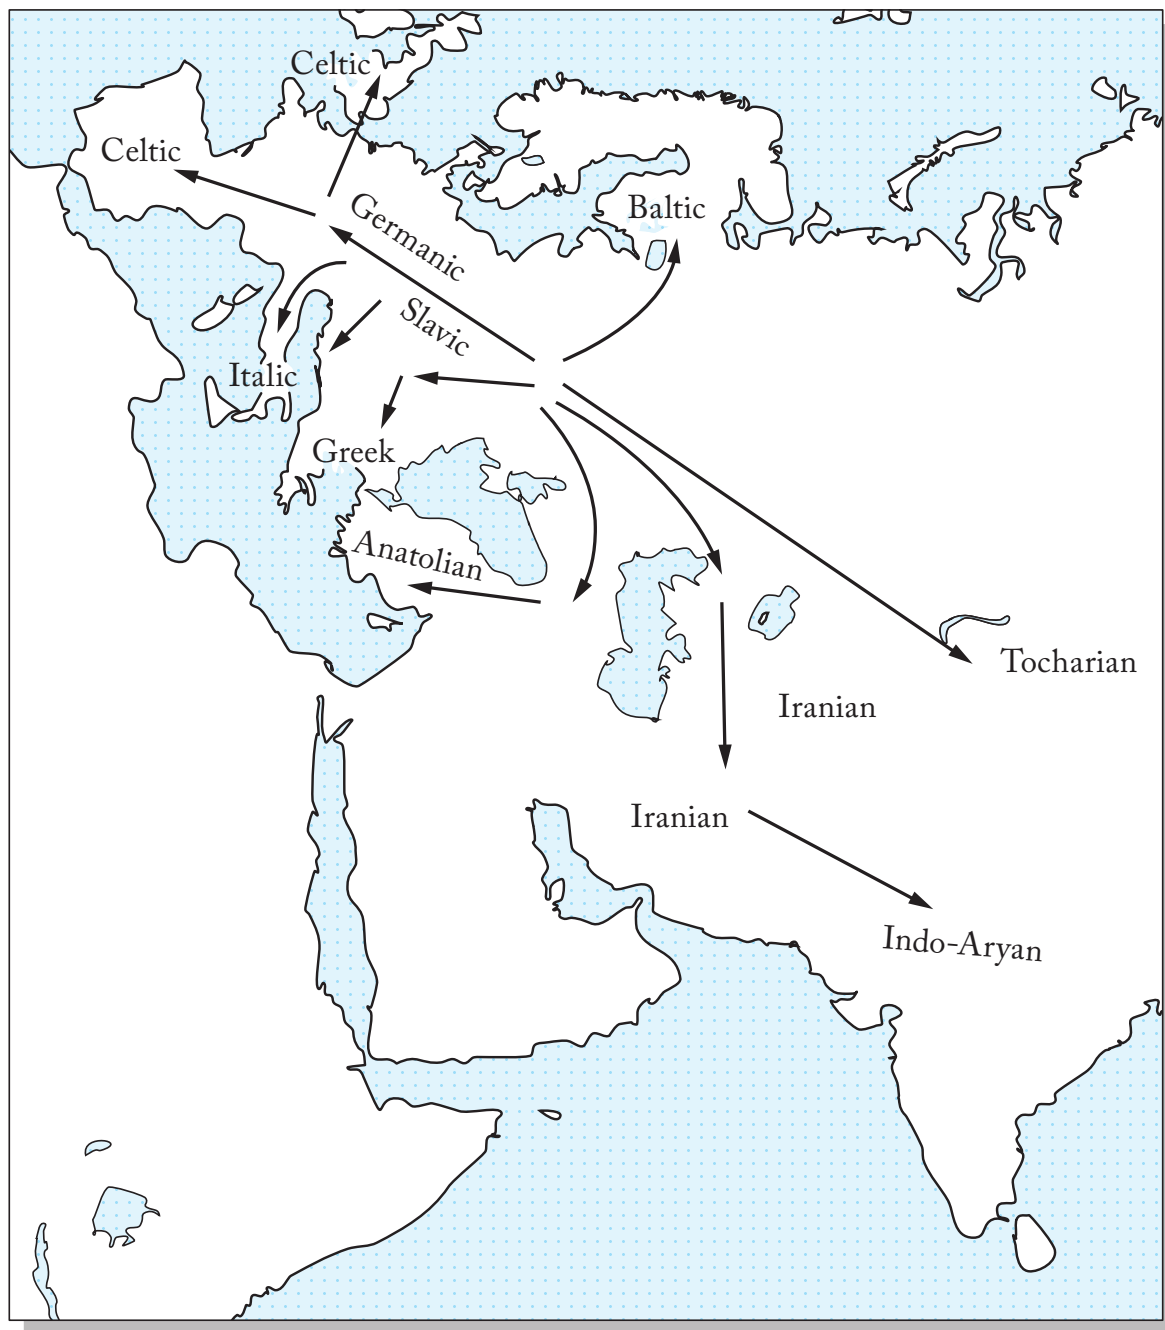 Celtic
Celtic
Germanic
Baltic
Slavic
Italic
Greek
Anatolian
Tocharian
Iranian
Iranian
Indo-Aryan